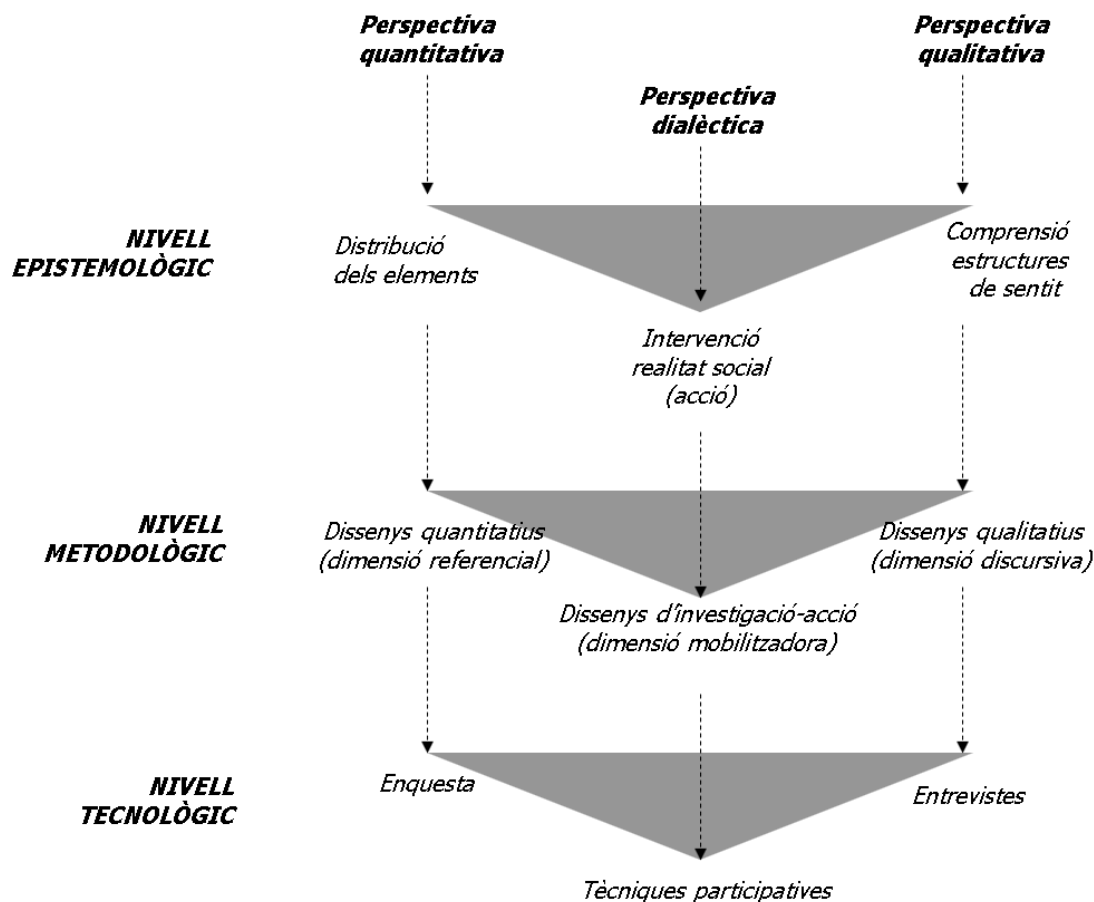 Perspectiva
quantitativa
Perspectiva
qualitativa
Perspectiva
dialèctica
NIVELL
EPISTEMOLÒGIC
Distribució
dels elements
Comprensió
estructures
de sentit
Intervenció
realitat social
(acció)
NIVELL
METODOLÒGIC
Dissenys quantitatius
(dimensió referencial)
Dissenys qualitatius
(dimensió discursiva)
Dissenys d'investigació-acció
(dimensió mobilitzadora)
NIVELL
TECNOLÒGIC
Enquesta
Entrevistes
Tècniques participatives